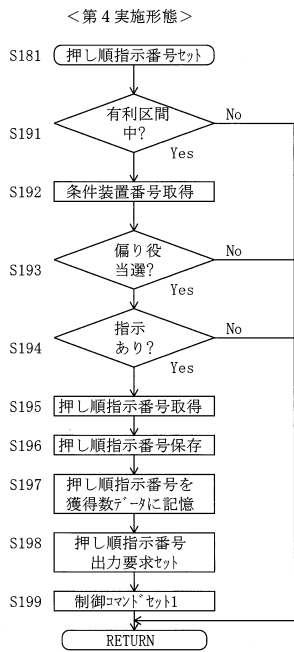 ＜第４実施形態＞
S181 押し順指示番号ｾｯﾄ
有利区間
中?
No
S191
Yes
S192 条件装置番号取得
偏り役
当選?
No
S193
Yes
指示
あり?
No
S194
Yes
S195 押し順指示番号取得
S196 押し順指示番号保存
S197 押し順指示番号を
獲得数ﾃﾞｰﾀに記憶
S198 押し順指示番号
出力要求ｾｯﾄ
S199 制御ｺﾏﾝﾄﾞｾｯﾄ1
RETURN